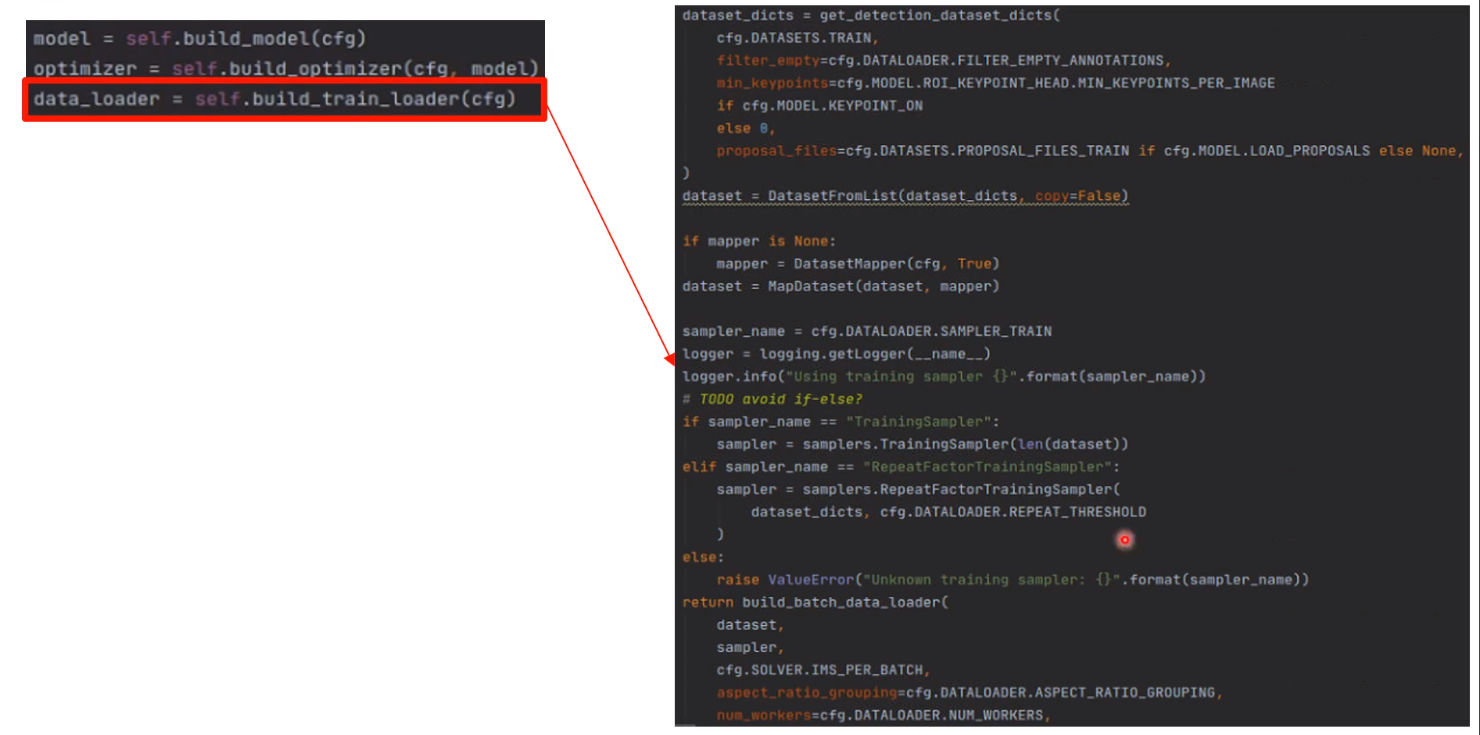 model = self.build_model(cfg)
optimizer = self.build_optimizer(cfg, model)
data_loader = self.build_train_loader(cfg)
dataset_dicts = get_detection_dataset_dicts(
    cfg.DATASETS.TRAIN,
    filter_empty=cfg.DATALOADER.FILTER_EMPTY_ANNOTATIONS,
    min_keypoints=cfg.MODEL.ROI_KEYPOINT_HEAD.MIN_KEYPOINTS_PER_IMAGE
    if cfg.MODEL.KEYPOINT_ON
    else 0,
    proposal_files=cfg.DATASETS.PROPOSAL_FILES_TRAIN if cfg.MODEL.LOAD_PROPOSALS else None,
)
dataset = DatasetFromList(dataset_dicts, copy=False)
if mapper is None:
    mapper = DatasetMapper(cfg, True)
dataset = MapDataset(dataset, mapper)
sampler_name = cfg.DATALOADER.SAMPLER_TRAIN
logger = logging.getLogger(__name__)
logger.info("Using training sampler {}".format(sampler_name))
# TODO avoid if-else?
if sampler_name == "TrainingSampler":
    sampler = samplers.TrainingSampler(len(dataset))
elif sampler_name == "RepeatFactorTrainingSampler":
    sampler = samplers.RepeatFactorTrainingSampler(
        dataset_dicts, cfg.DATALOADER.REPEAT_THRESHOLD
    )
else:
    raise ValueError("Unknown training sampler: {}".format(sampler_name))
return build_batch_data_loader(
    dataset,
    sampler,
    cfg.SOLVER.IMS_PER_BATCH,
    aspect_ratio_grouping=cfg.DATALOADER.ASPECT_RATIO_GROUPING,
    num_workers=cfg.DATALOADER.NUM_WORKERS,